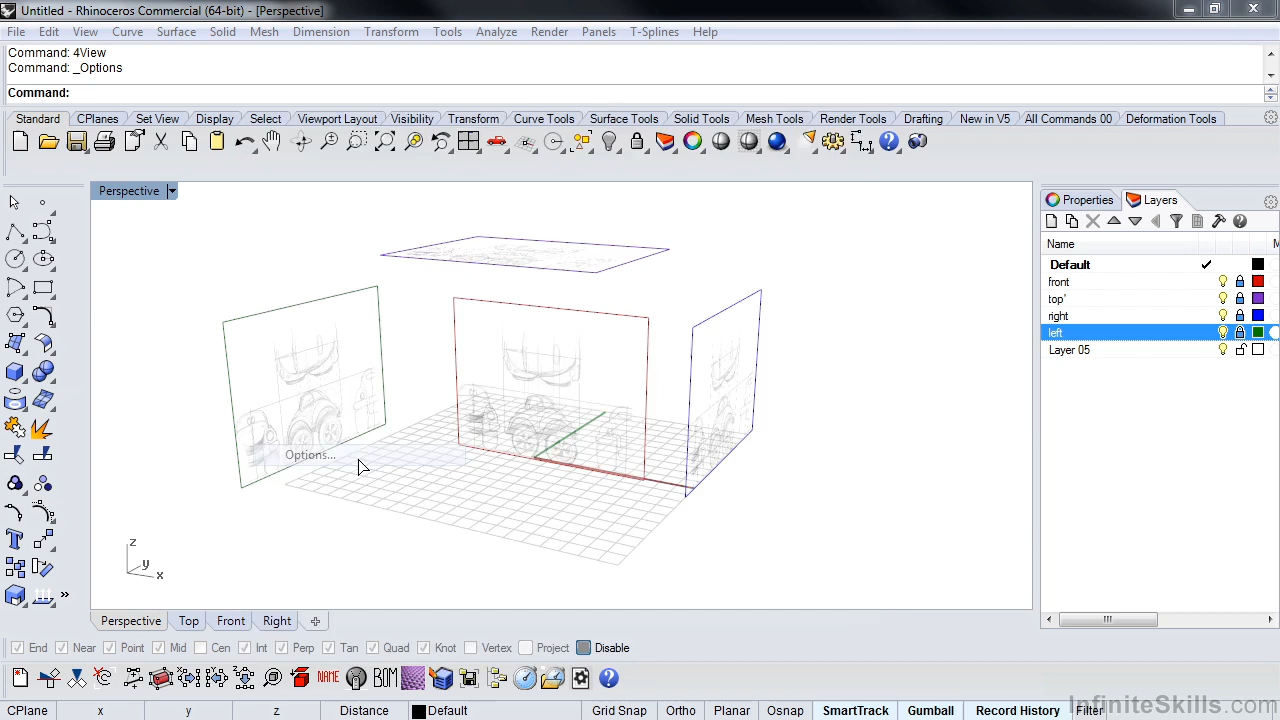 Untitled - Rhinoceros Commercial (64-bit) - [Perspective]
File Edit View Curve Surface Solid Mesh Dimension Transform Tools Analyze Render Panels T-Splines Help
Command: 4View
Command: _Options
Command:
Standard CPlanes Set View Display Select Viewport Layout Visibility Transform Curve Tools Surface Tools Solid Tools Mesh Tools Render Tools Drafting New in V5 All Commands 00 Deformation Tools
Perspective
Properties Layers
Name M
Default
front
top'
right
left
Layer 05
Options...
z
y
x
Perspective Top Front Right
End Near Point Mid Cen Int Perp Tan Quad Knot Vertex Project Disable
NAME BOM
CPlane x y z Distance Default Grid Snap Ortho Planar Osnap SmartTrack Gumball Record History Filter
InfiniteSkills.com